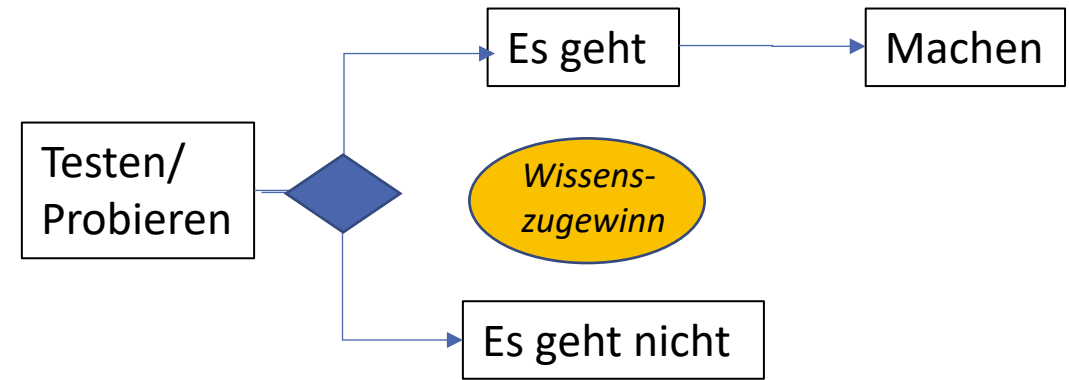 Es geht
Machen
Testen/
Probieren
Wissens-
zugewinn
Es geht nicht